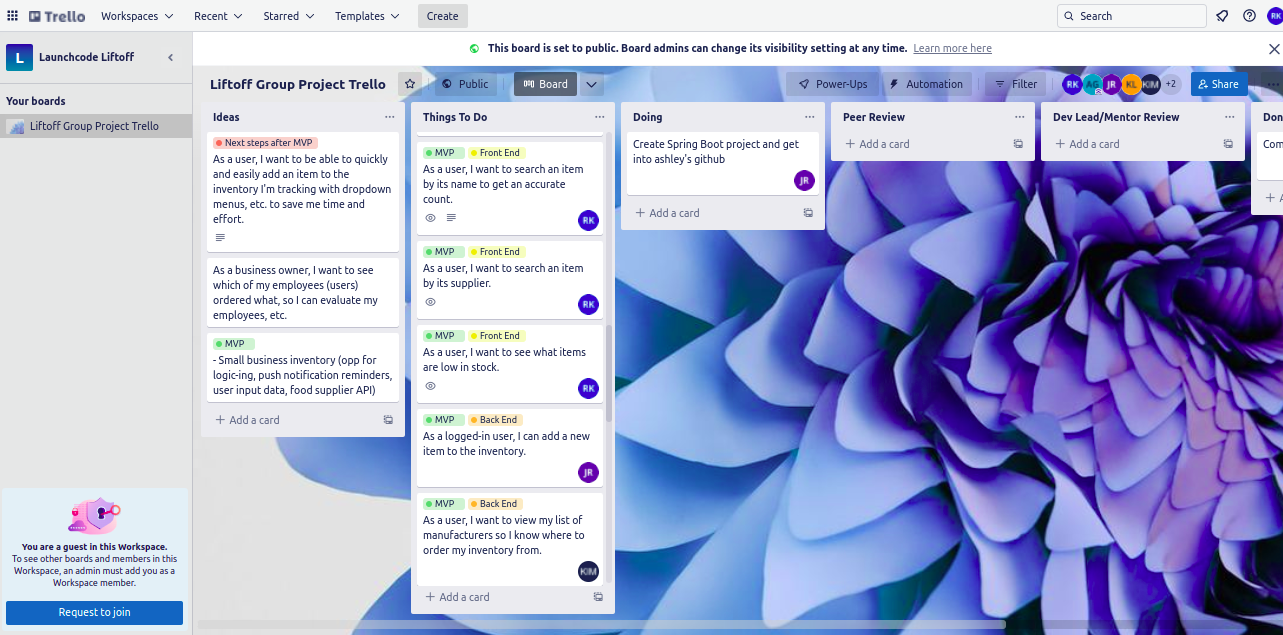 Trello
Workspaces
Recent
Starred
Templates
Create
Search
RK
L
Launchcode Liftoff
This board is set to public. Board admins can change its visibility setting at any time. Learn more here
Your boards
Liftoff Group Project Trello
Liftoff Group Project Trello
Public
Board
Power-Ups
Automation
Filter
RK
AG
JR
KL
KIM
+2
Share
Ideas
Next steps after MVP
As a user, I want to be able to quickly
and easily add an item to the
inventory I'm tracking with dropdown
menus, etc. to save me time and
effort.
As a business owner, I want to see
which of my employees (users)
ordered what, so I can evaluate my
employees, etc.
MVP
- Small business inventory (opp for
logic-ing, push notification reminders,
user input data, food supplier API)
+ Add a card
Things To Do
MVP Front End
As a user, I want to search an item
by its name to get an accurate
count.
RK
MVP Front End
As a user, I want to search an item
by its supplier.
RK
MVP Front End
As a user, I want to see what items
are low in stock.
RK
MVP Back End
As a logged-in user, I can add a new
item to the inventory.
JR
MVP Back End
As a user, I want to view my list of
manufacturers so I know where to
order my inventory from.
KIM
+ Add a card
Doing
Create Spring Boot project and get
into ashley's github
JR
+ Add a card
Peer Review
+ Add a card
Dev Lead/Mentor Review
+ Add a card
Don
Com
+ A
You are a guest in this Workspace.
To see other boards and members in this
Workspace, an admin must add you as a
Workspace member.
Request to join